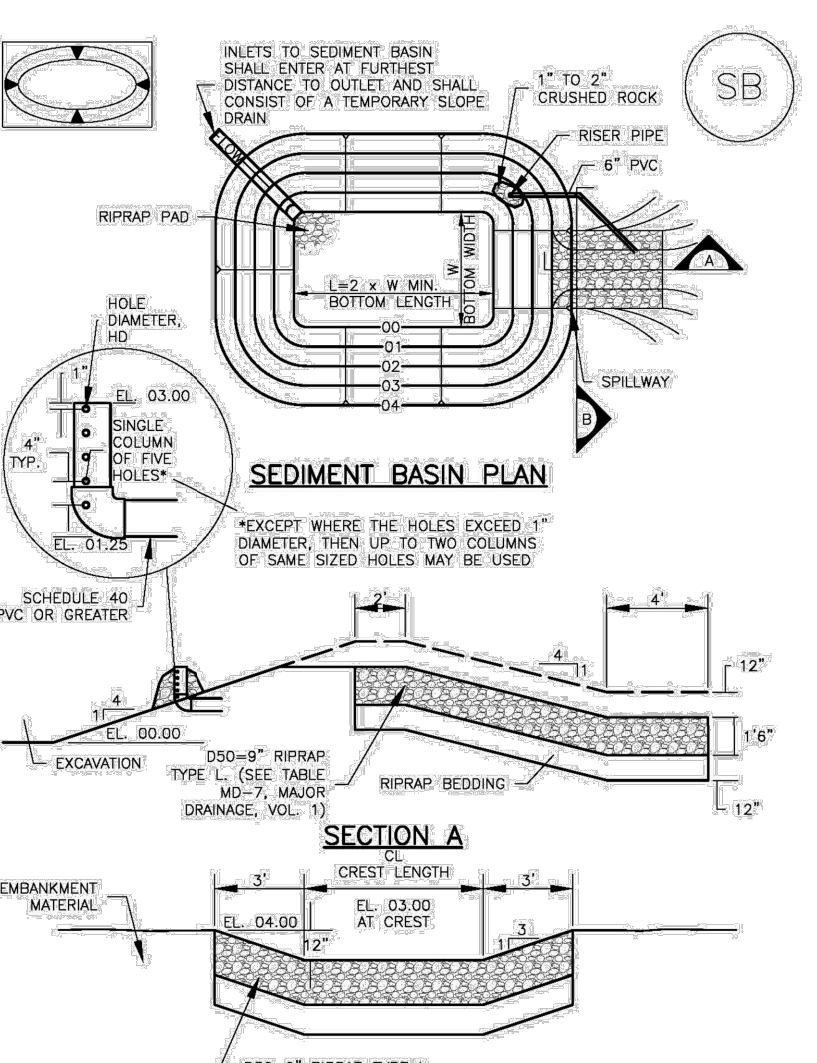 INLETS TO SEDIMENT BASIN
SHALL ENTER AT FURTHEST
DISTANCE TO OUTLET AND SHALL
CONSIST OF A TEMPORARY SLOPE
DRAIN
1" TO 2"
CRUSHED ROCK
SB
RISER PIPE
6" PVC
FLOW
RIPRAP PAD
W
BOTTOM WIDTH
L=2 x W MIN.
BOTTOM LENGTH
A
00
01
02
03
04
SPILLWAY
B
HOLE
DIAMETER,
HD
1"
EL. 03.00
4"
TYP.
SINGLE
COLUMN
OF FIVE
HOLES*
EL. 01.25
SEDIMENT BASIN PLAN
*EXCEPT WHERE THE HOLES EXCEED 1"
DIAMETER, THEN UP TO TWO COLUMNS
OF SAME SIZED HOLES MAY BE USED
SCHEDULE 40
PVC OR GREATER
2'
4'
4
1
12"
4
1
EL. 00.00
EXCAVATION
1'6"
D50=9" RIPRAP
TYPE L. (SEE TABLE
MD-7, MAJOR
DRAINAGE, VOL. 1)
RIPRAP BEDDING
12"
SECTION A
CL
CREST LENGTH
EMBANKMENT
MATERIAL
3'
3'
EL. 04.00
EL. 03.00
AT CREST
12"
3
1